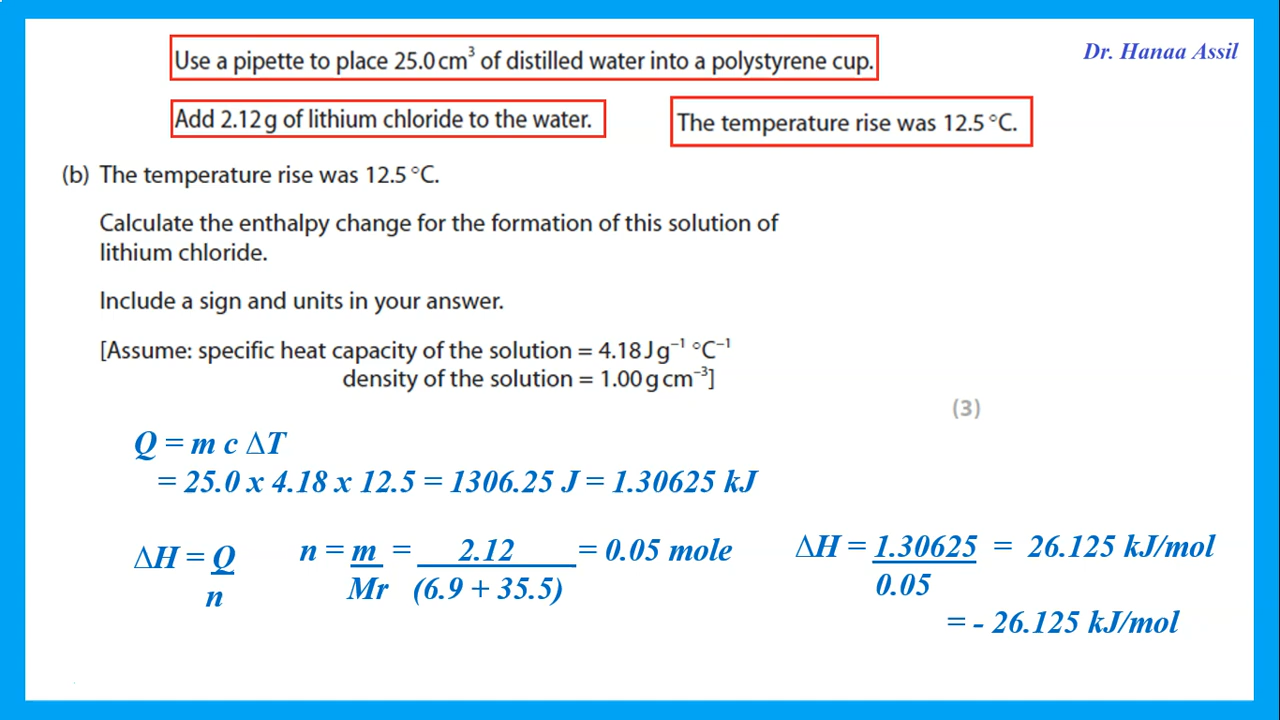 Use a pipette to place 25.0 cm³ of distilled water into a polystyrene cup.
Dr. Hanaa Assil
Add 2.12 g of lithium chloride to the water.
The temperature rise was 12.5 °C.
(b) The temperature rise was 12.5 °C.
Calculate the enthalpy change for the formation of this solution of
lithium chloride.
Include a sign and units in your answer.
[Assume: specific heat capacity of the solution = 4.18 J g⁻¹ °C⁻¹
density of the solution = 1.00 g cm⁻³]
(3)
Q = m c ΔT
= 25.0 x 4.18 x 12.5 = 1306.25 J = 1.30625 kJ
ΔH = Q
n
n = m = 2.12 = 0.05 mole
Mr (6.9 + 35.5)
ΔH = 1.30625 = 26.125 kJ/mol
0.05
= - 26.125 kJ/mol